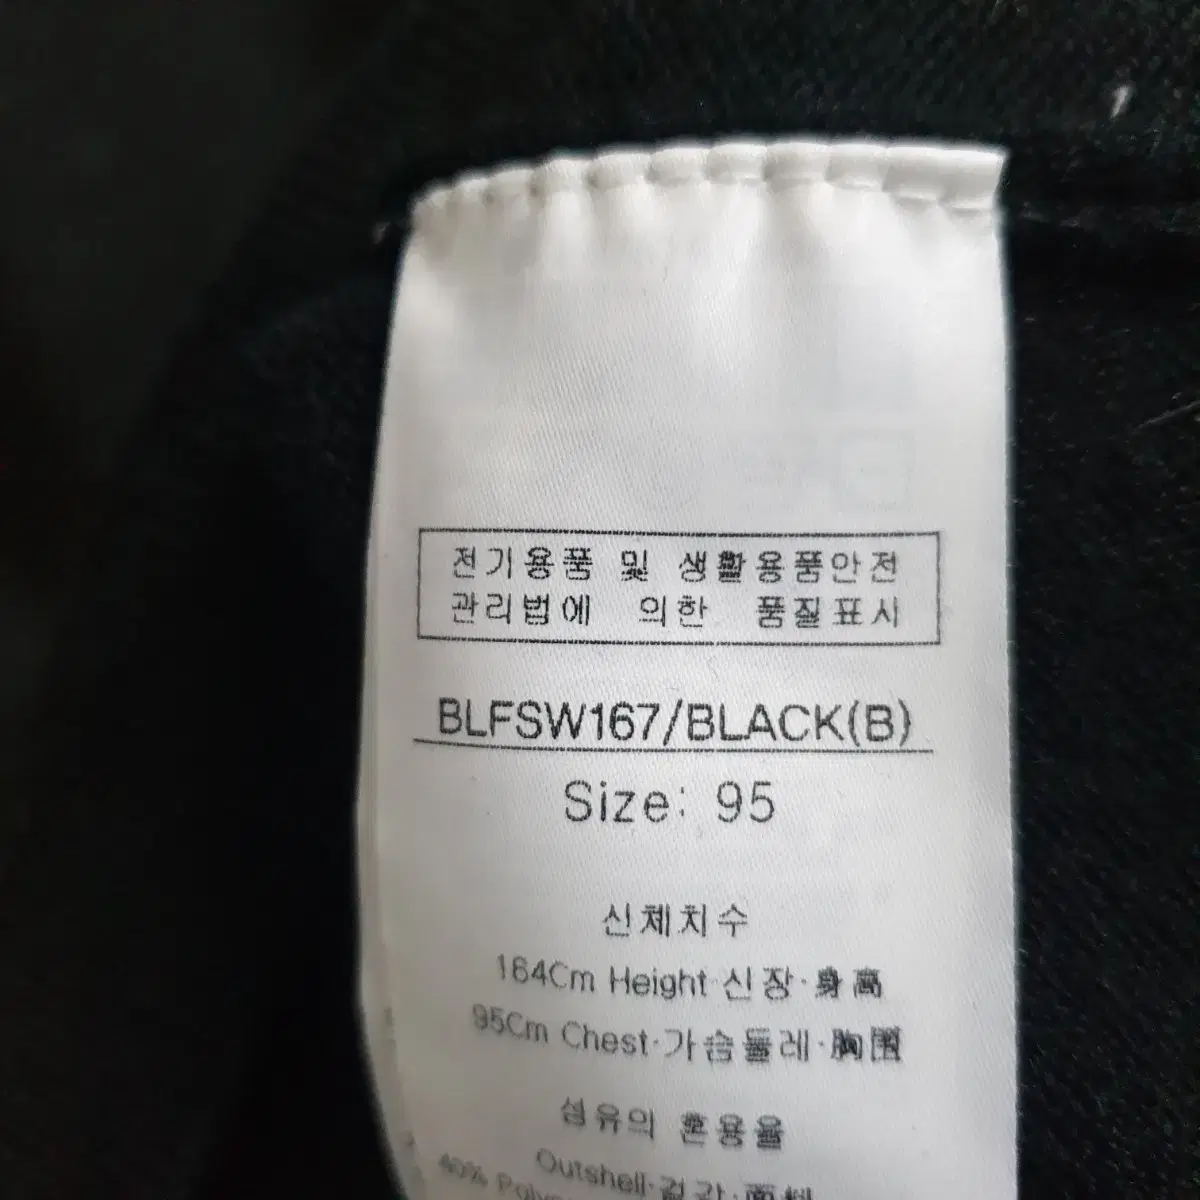 전기용품 및 생활용품안전
관리법에 의한 품질표시
BLFSW167/BLACK(B)
Size: 95
신체치수
164Cm Height·신장·身高
95Cm Chest·가슴둘레·胸围
섬유의 혼용율
Outshell·겉감·面料
40%